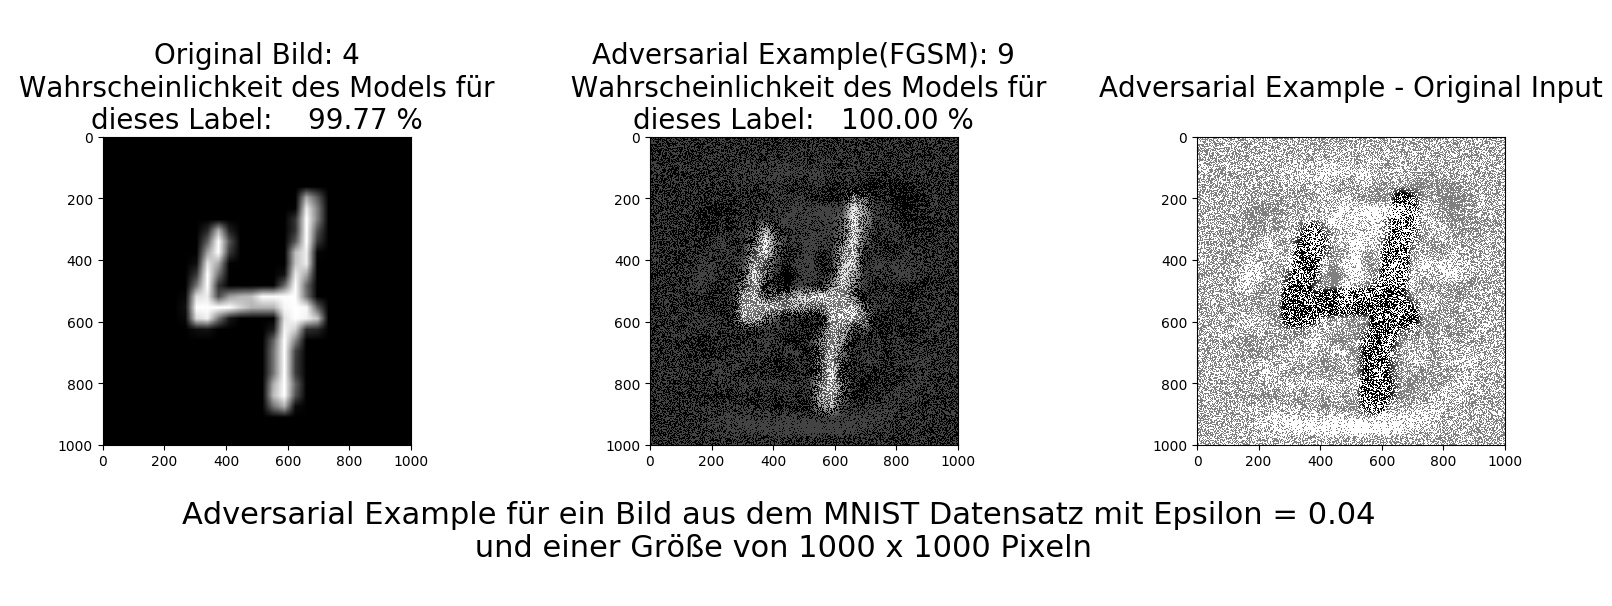 Original Bild: 4
Wahrscheinlichkeit des Models für
dieses Label: 99.77 %
0
200
400
600
800
1000
0 200 400 600 800 1000
Adversarial Example(FGSM): 9
Wahrscheinlichkeit des Models für
dieses Label: 100.00 %
0
200
400
600
800
1000
0 200 400 600 800 1000
Adversarial Example - Original Input
0
200
400
600
800
1000
0 200 400 600 800 1000
4
4
4
Adversarial Example für ein Bild aus dem MNIST Datensatz mit Epsilon = 0.04
und einer Größe von 1000 x 1000 Pixeln